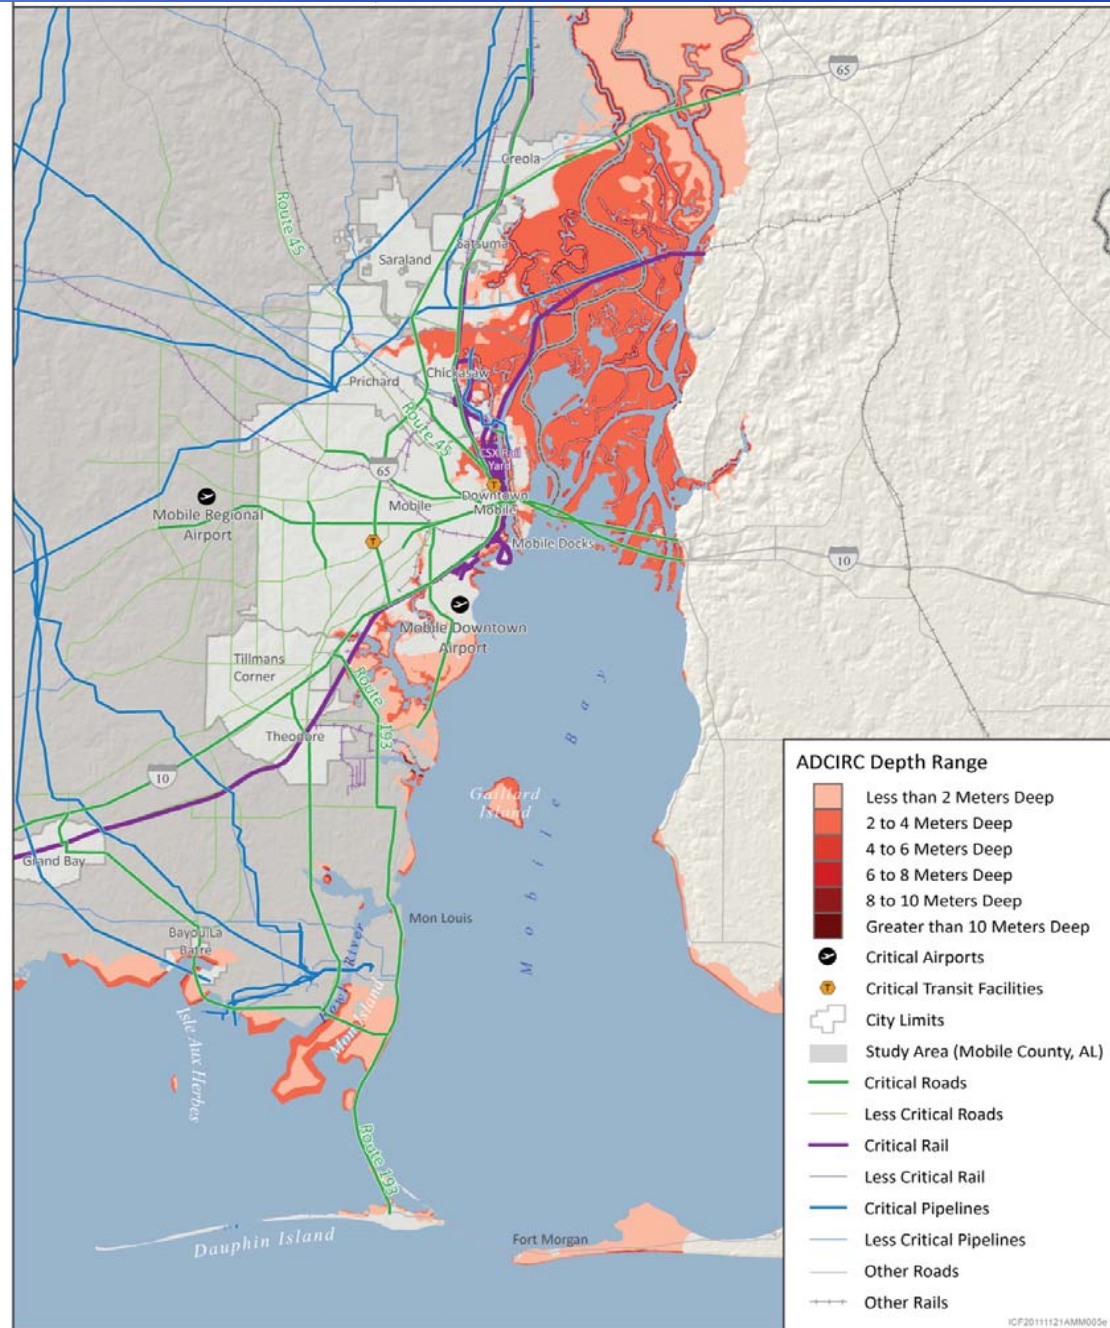 65
Creola
Route 45
Satsuma
Saraland
Chickasaw
Prichard
Route 45
65
CSX Rail
Yard
T
Mobile
Downtown
Mobile
Mobile Regional
Airport
T
Mobile Docks
10
Mobile Downtown
Airport
Tillmans
Corner
Route 193
Theodore
Mobile Bay
10
Gaillard
Island
Grand Bay
Mon Louis
Bayou La
Batre
Fowl River
Mon Island
Isle Aux Herbes
Route 193
Dauphin Island
Fort Morgan
ADCIRC Depth Range
Less than 2 Meters Deep
2 to 4 Meters Deep
4 to 6 Meters Deep
6 to 8 Meters Deep
8 to 10 Meters Deep
Greater than 10 Meters Deep
Critical Airports
T
Critical Transit Facilities
City Limits
Study Area (Mobile County, AL)
Critical Roads
Less Critical Roads
Critical Rail
Less Critical Rail
Critical Pipelines
Less Critical Pipelines
Other Roads
Other Rails
ICF20111121AMM005e